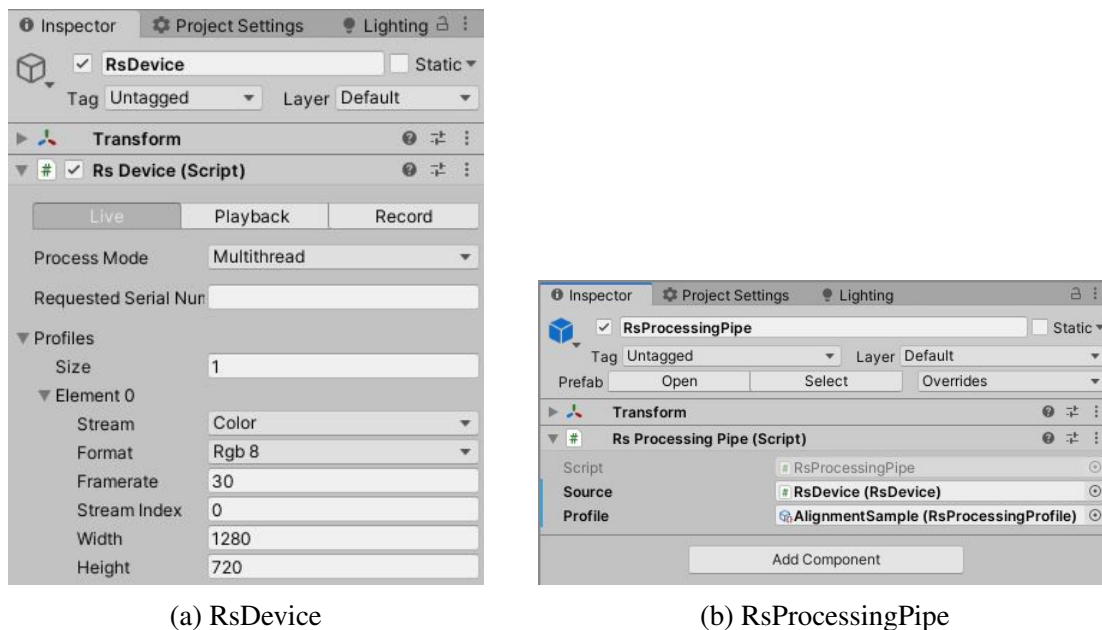 Inspector Project Settings Lighting
RsDevice Static
Tag Untagged Layer Default
Transform
# Rs Device (Script)
Live Playback Record
Process Mode Multithread
Requested Serial Nur
Profiles
Size 1
Element 0
Stream Color
Format Rgb 8
Framerate 30
Stream Index 0
Width 1280
Height 720
(a) RsDevice
Inspector Project Settings Lighting
RsProcessingPipe Static
Tag Untagged Layer Default
Prefab Open Select Overrides
Transform
# Rs Processing Pipe (Script)
Script # RsProcessingPipe
Source # RsDevice (RsDevice)
Profile AlignmentSample (RsProcessingProfile)
Add Component
(b) RsProcessingPipe